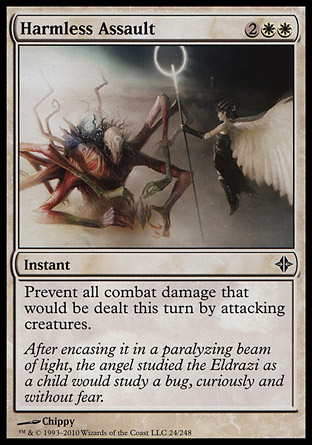 Harmless Assault 2
Instant
Prevent all combat damage that
would be dealt this turn by attacking
creatures.
After encasing it in a paralyzing beam
of light, the angel studied the Eldrazi as
a child would study a bug, curiously and
without fear.
Chippy
™ & © 1993–2010 Wizards of the Coast LLC 24/248